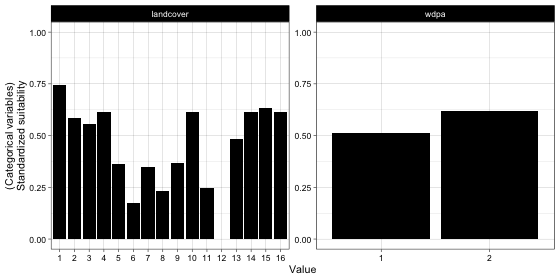 landcover
wdpa
(Categorical variables)
Standardized suitability
1.00
0.75
0.50
0.25
0.00
1.00
0.75
0.50
0.25
0.00
1 2 3 4 5 6 7 8 9 10 11 12 13 14 15 16
1 2
Value